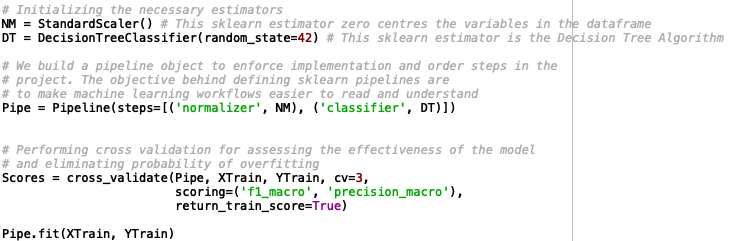 # Initializing the necessary estimators
NM = StandardScaler() # This sklearn estimator zero centres the variables in the dataframe
DT = DecisionTreeClassifier(random_state=42) # This sklearn estimator is the Decision Tree Algorithm
# We build a pipeline object to enforce implementation and order steps in the
# project. The objective behind defining sklearn pipelines are
# to make machine learning workflows easier to read and understand
Pipe = Pipeline(steps=[('normalizer', NM), ('classifier', DT)])
# Performing cross validation for assessing the effectiveness of the model
# and eliminating probability of overfitting
Scores = cross_validate(Pipe, XTrain, YTrain, cv=3,
scoring=('f1_macro', 'precision_macro'),
return_train_score=True)
Pipe.fit(XTrain, YTrain)